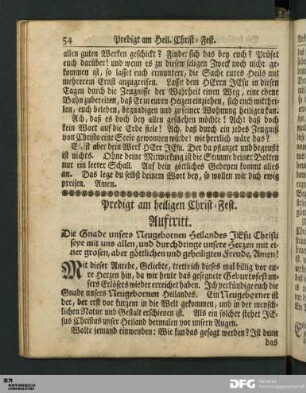 54 Predigt am Heil. Christ-Fest.
allen guten Werken geschickt? Findet sich das bey euch? Prüfet
euch darüber! und wenn es zu diesem seligen Zweck noch nicht ge-
kommen ist, so lasset euch ermuntern, die Sache eures Heils mit
mehrerem Ernst anzugreifen. Lasset dem HErrn JEsu in diesen
Tagen durch die Zeugnisse der Wahrheit einen Weg, eine ebene
Bahn zubereiten, daß Er in euren Herzen einziehen, sich euch mitthei-
len, euch beleben, begnadigen und zu seiner Wohnung heiligen kan.
Ach, daß es doch bey allen geschehen möchte! Ach! daß doch
kein Wort auf die Erde fiele! Ach, daß durch ein jedes Zeugniß
von Christo eine Seele gewonnen würde! wie herrlich wäre das?
Es ist aber dein Werk HErr JEsu. Der da pflanzet und begeußt
ist nichts. Ohne deine Mitwirkung ist die Stimme deiner Botten
nur ein leerer Schall. Auf dein göttliches Gedeyen kommt alles
an. Das lege du selbst deinem Wort bey, so wollen wir dich ewig
preisen. Amen.
Predigt am heiligen Christ-Fest.
Auftritt.
Die Gnade unsers Neugebornen Heilandes JEsu Christi
seye mit uns allen, und durchdringe unsere Herzen mit ei-
ner grosen, aber göttlichen und geheiligten Freude, Amen!
Mit dieser Anrede, Geliebte, trette ich dieses mal billig vor eu-
re Herzen hin, da wir heute das gesegnete Geburtsfest un-
sers Erlösers wieder erreichet haben. Ich verkündige euch die
Gnade unsers Neugebornen Heilandes. Ein Neugeborner ist
der, der erst vor kurzem in die Welt gekommen, und in der mensch-
lichen Natur und Gestalt erschienen ist. Als ein solcher stehet JE-
sus Christus unser Heiland dermalen vor unsern Augen.
Wolte jemand einwenden: Wie kan das gesagt werden? Ist denn
das
DFG